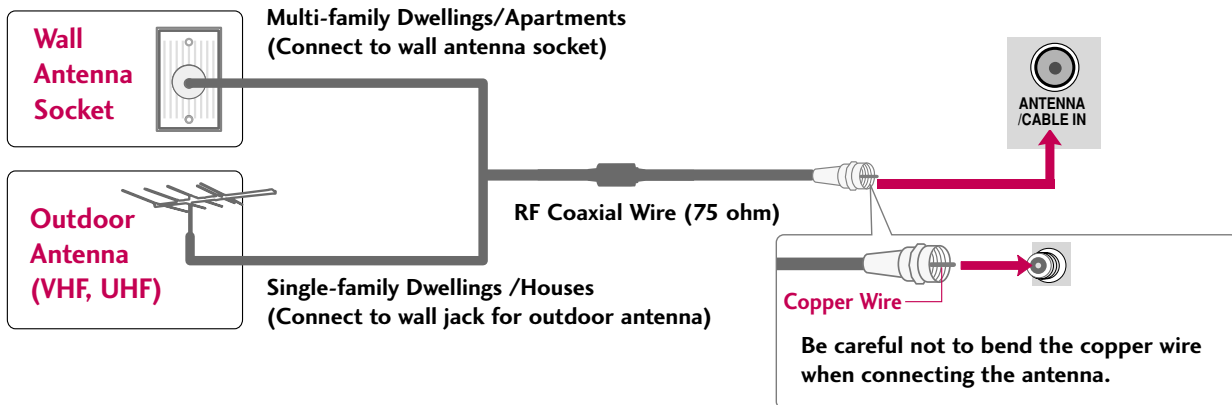 Multi-family Dwellings/Apartments
(Connect to wall antenna socket)
Wall
Antenna
Socket
ANTENNA
/CABLE IN
Outdoor
Antenna
(VHF, UHF)
RF Coaxial Wire (75 ohm)
Single-family Dwellings /Houses
(Connect to wall jack for outdoor antenna)
Copper Wire
Be careful not to bend the copper wire
when connecting the antenna.